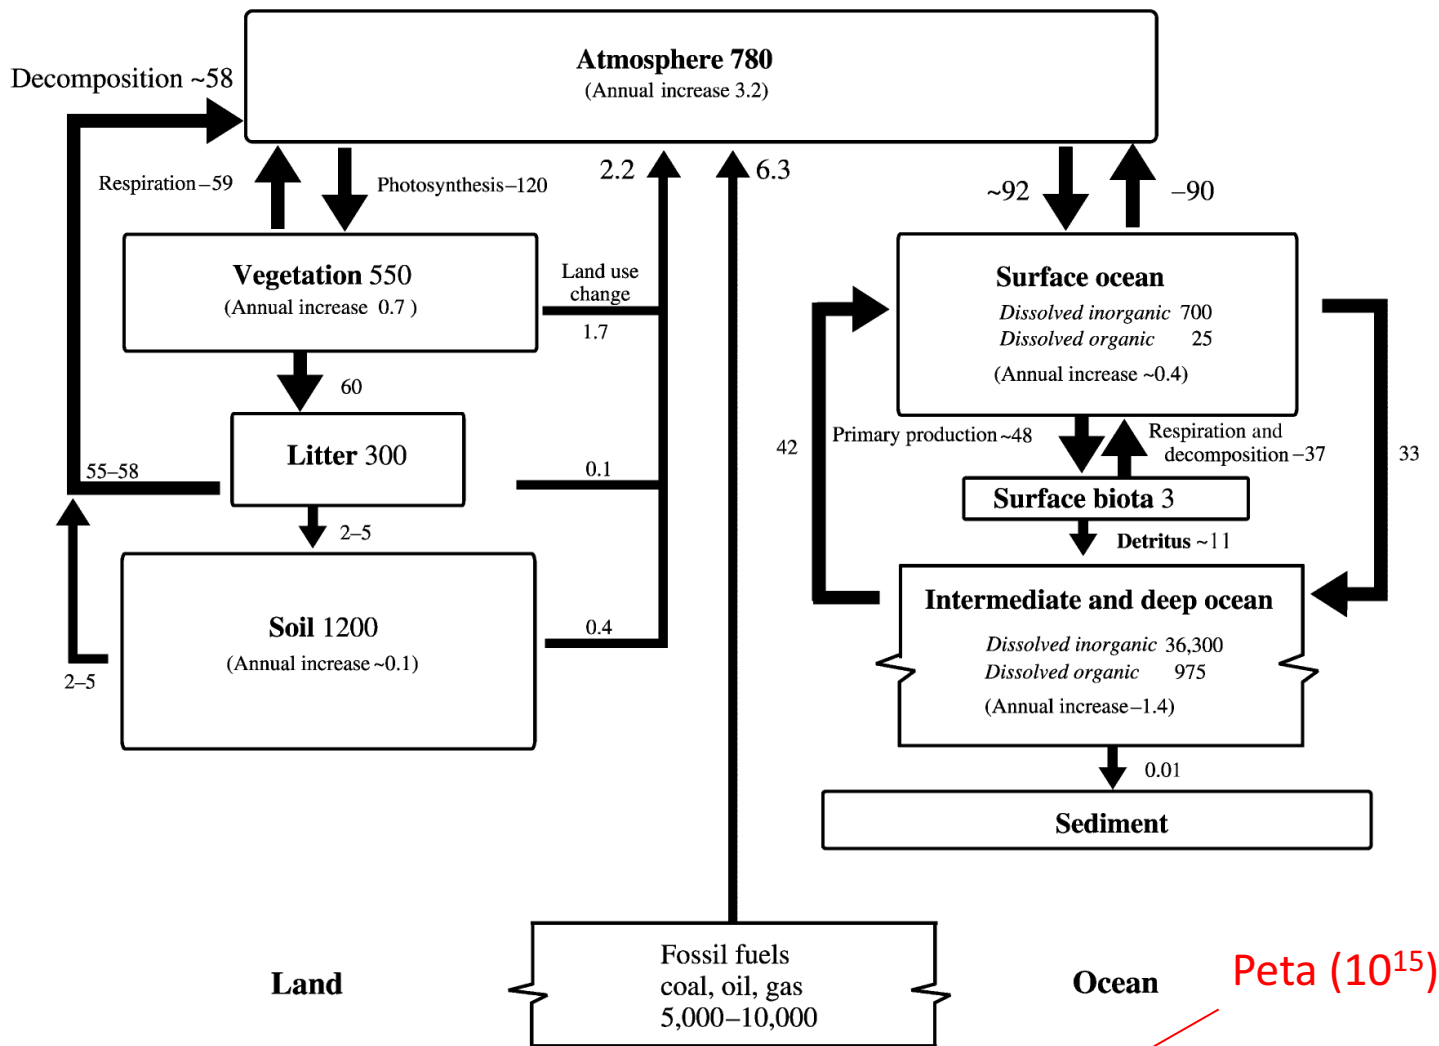 Atmosphere 780
(Annual increase 3.2)
Decomposition ~58
Respiration–59
Photosynthesis–120
2.2
6.3
~92
–90
Vegetation 550
(Annual increase 0.7 )
Land use
change
1.7
60
Litter 300
55–58
0.1
2–5
Soil 1200
(Annual increase ~0.1)
0.4
2–5
Surface ocean
Dissolved inorganic 700
Dissolved organic 25
(Annual increase ~0.4)
42
Primary production ~48
Respiration and
decomposition –37
33
Surface biota 3
Detritus ~11
Intermediate and deep ocean
Dissolved inorganic 36,300
Dissolved organic 975
(Annual increase–1.4)
0.01
Sediment
Land
Fossil fuels
coal, oil, gas
5,000–10,000
Ocean
Peta (10¹⁵)